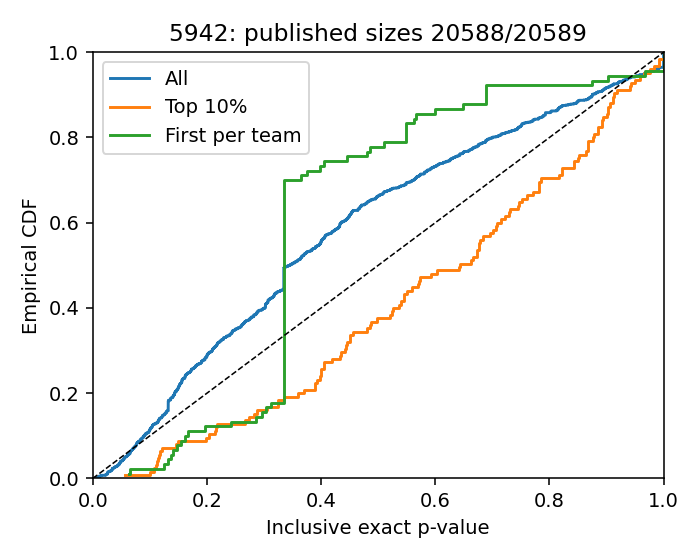 5942: published sizes 20588/20589
All
Top 10%
First per team
Empirical CDF
1.0
0.8
0.6
0.4
0.2
0.0
0.0 0.2 0.4 0.6 0.8 1.0
Inclusive exact p-value